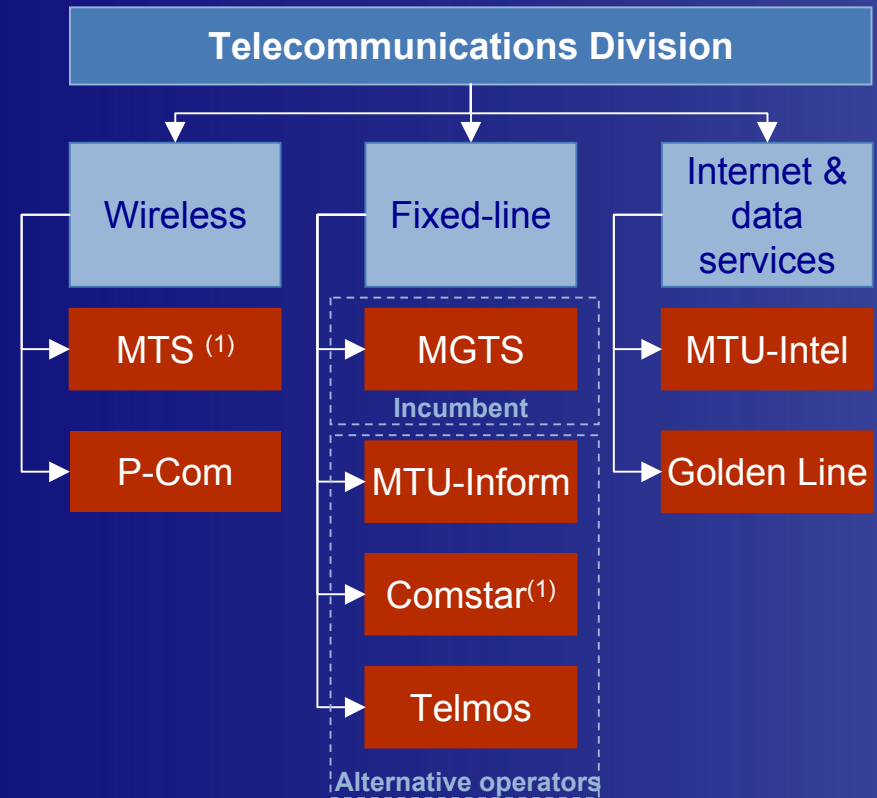 Telecommunications Division
Wireless
MTS (1)
P-Com
Fixed-line
MGTS
Incumbent
MTU-Inform
Comstar(1)
Telmos
Alternative operators
Internet &
data
services
MTU-Intel
Golden Line